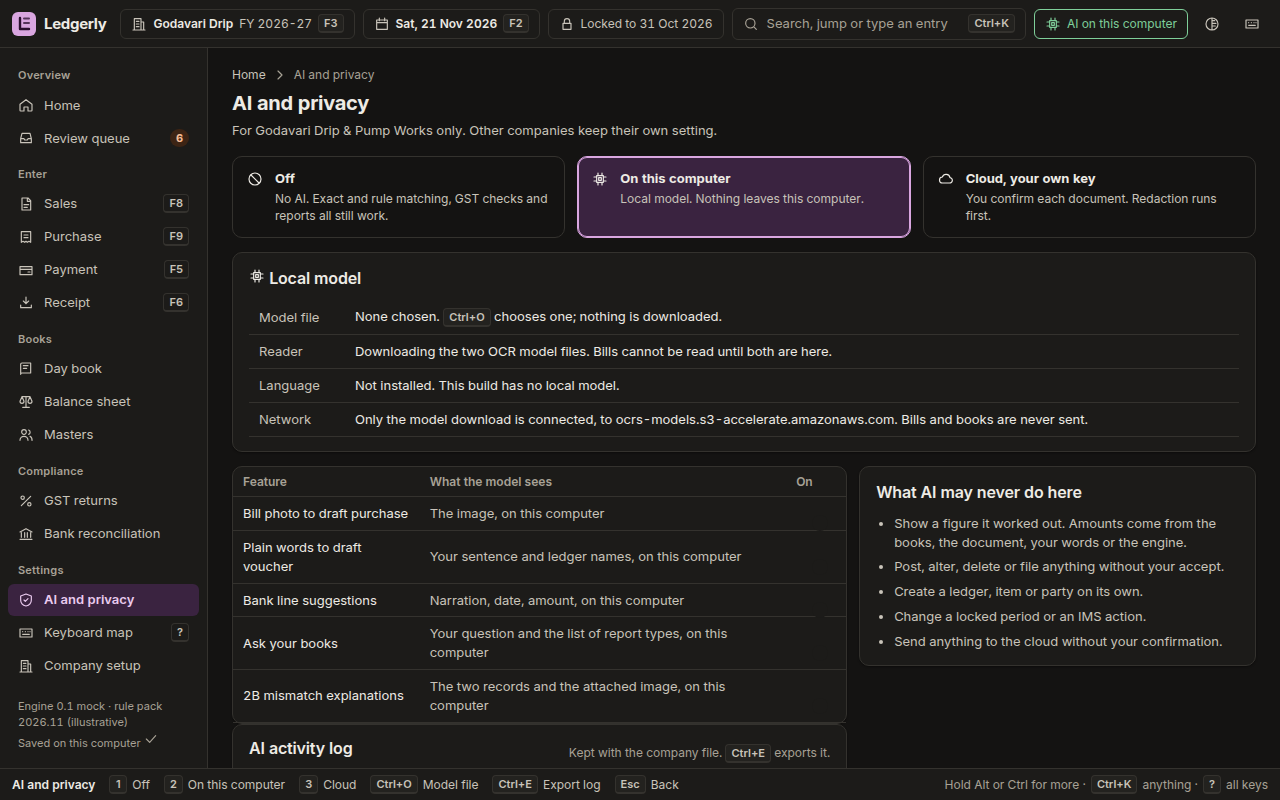 Ledgerly
Godavari Drip FY 2026-27 F3
Sat, 21 Nov 2026 F2
Locked to 31 Oct 2026
Search, jump or type an entry Ctrl+K
AI on this computer
Overview
Home
Review queue 6
Enter
Sales F8
Purchase F9
Payment F5
Receipt F6
Books
Day book
Balance sheet
Masters
Compliance
GST returns
Bank reconciliation
Settings
AI and privacy
Keyboard map ?
Company setup
Engine 0.1 mock · rule pack
2026.11 (illustrative)
Saved on this computer
Home > AI and privacy
AI and privacy
For Godavari Drip & Pump Works only. Other companies keep their own setting.
Off
No AI. Exact and rule matching, GST checks and
reports all still work.
On this computer
Local model. Nothing leaves this computer.
Cloud, your own key
You confirm each document. Redaction runs
first.
Local model
Model file None chosen. Ctrl+O chooses one; nothing is downloaded.
Reader Downloading the two OCR model files. Bills cannot be read until both are here.
Language Not installed. This build has no local model.
Network Only the model download is connected, to ocrs-models.s3-accelerate.amazonaws.com. Bills and books are never sent.
Feature What the model sees On
Bill photo to draft purchase The image, on this computer
Plain words to draft
voucher
Your sentence and ledger names, on this computer
Bank line suggestions Narration, date, amount, on this computer
Ask your books
Your question and the list of report types, on this
computer
2B mismatch explanations
The two records and the attached image, on this
computer
What AI may never do here
• Show a figure it worked out. Amounts come from the
books, the document, your words or the engine.
• Post, alter, delete or file anything without your accept.
• Create a ledger, item or party on its own.
• Change a locked period or an IMS action.
• Send anything to the cloud without your confirmation.
AI activity log Kept with the company file. Ctrl+E exports it.
AI and privacy 1 Off 2 On this computer 3 Cloud Ctrl+O Model file Ctrl+E Export log Esc Back
Hold Alt or Ctrl for more · Ctrl+K anything · ? all keys